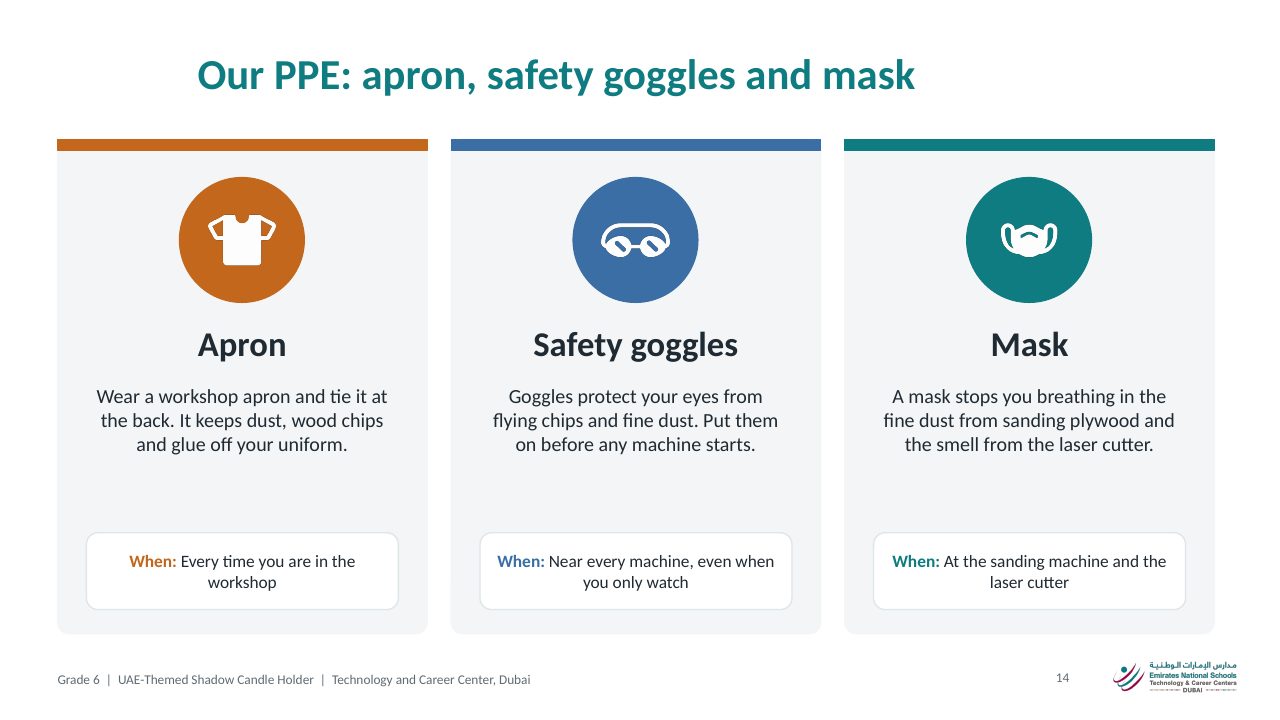 Our PPE: apron, safety goggles and mask
Apron
Wear a workshop apron and tie it at
the back. It keeps dust, wood chips
and glue off your uniform.
When: Every time you are in the
workshop
Safety goggles
Goggles protect your eyes from
flying chips and fine dust. Put them
on before any machine starts.
When: Near every machine, even when
you only watch
Mask
A mask stops you breathing in the
fine dust from sanding plywood and
the smell from the laser cutter.
When: At the sanding machine and the
laser cutter
Grade 6 | UAE-Themed Shadow Candle Holder | Technology and Career Center, Dubai
14
مدارس الإمارات الوطنية
Emirates National Schools
Technology & Career Centers
DUBAI